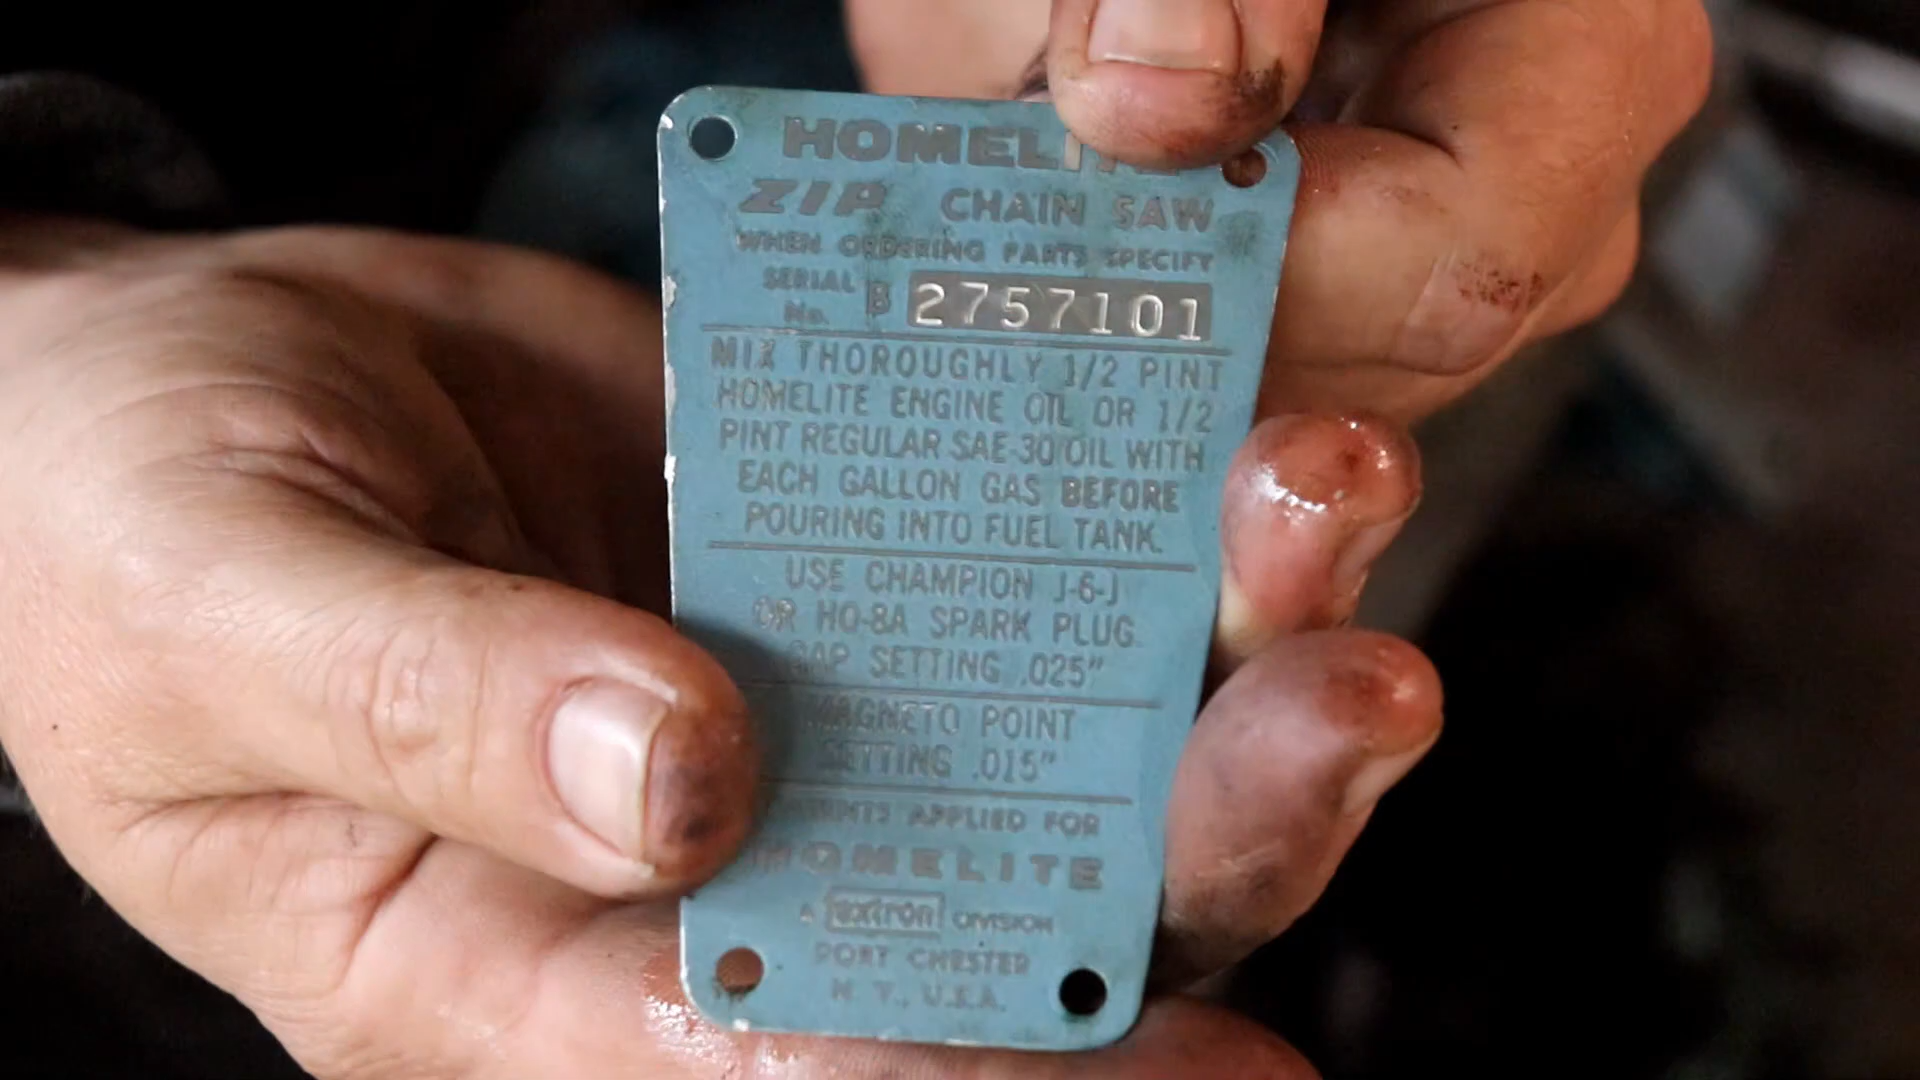 HOMELITE
ZIP CHAIN SAW
WHEN ORDERING PARTS SPECIFY
SERIAL No. B 2757101
MIX THOROUGHLY 1/2 PINT
HOMELITE ENGINE OIL OR 1/2
PINT REGULAR SAE-30 OIL WITH
EACH GALLON GAS BEFORE
POURING INTO FUEL TANK.
USE CHAMPION J-6-J
OR HO-8A SPARK PLUG.
GAP SETTING .025"
MAGNETO POINT
SETTING .015"
PATENTS APPLIED FOR
HOMELITE
A textron DIVISION
PORT CHESTER
N. Y., U.S.A.